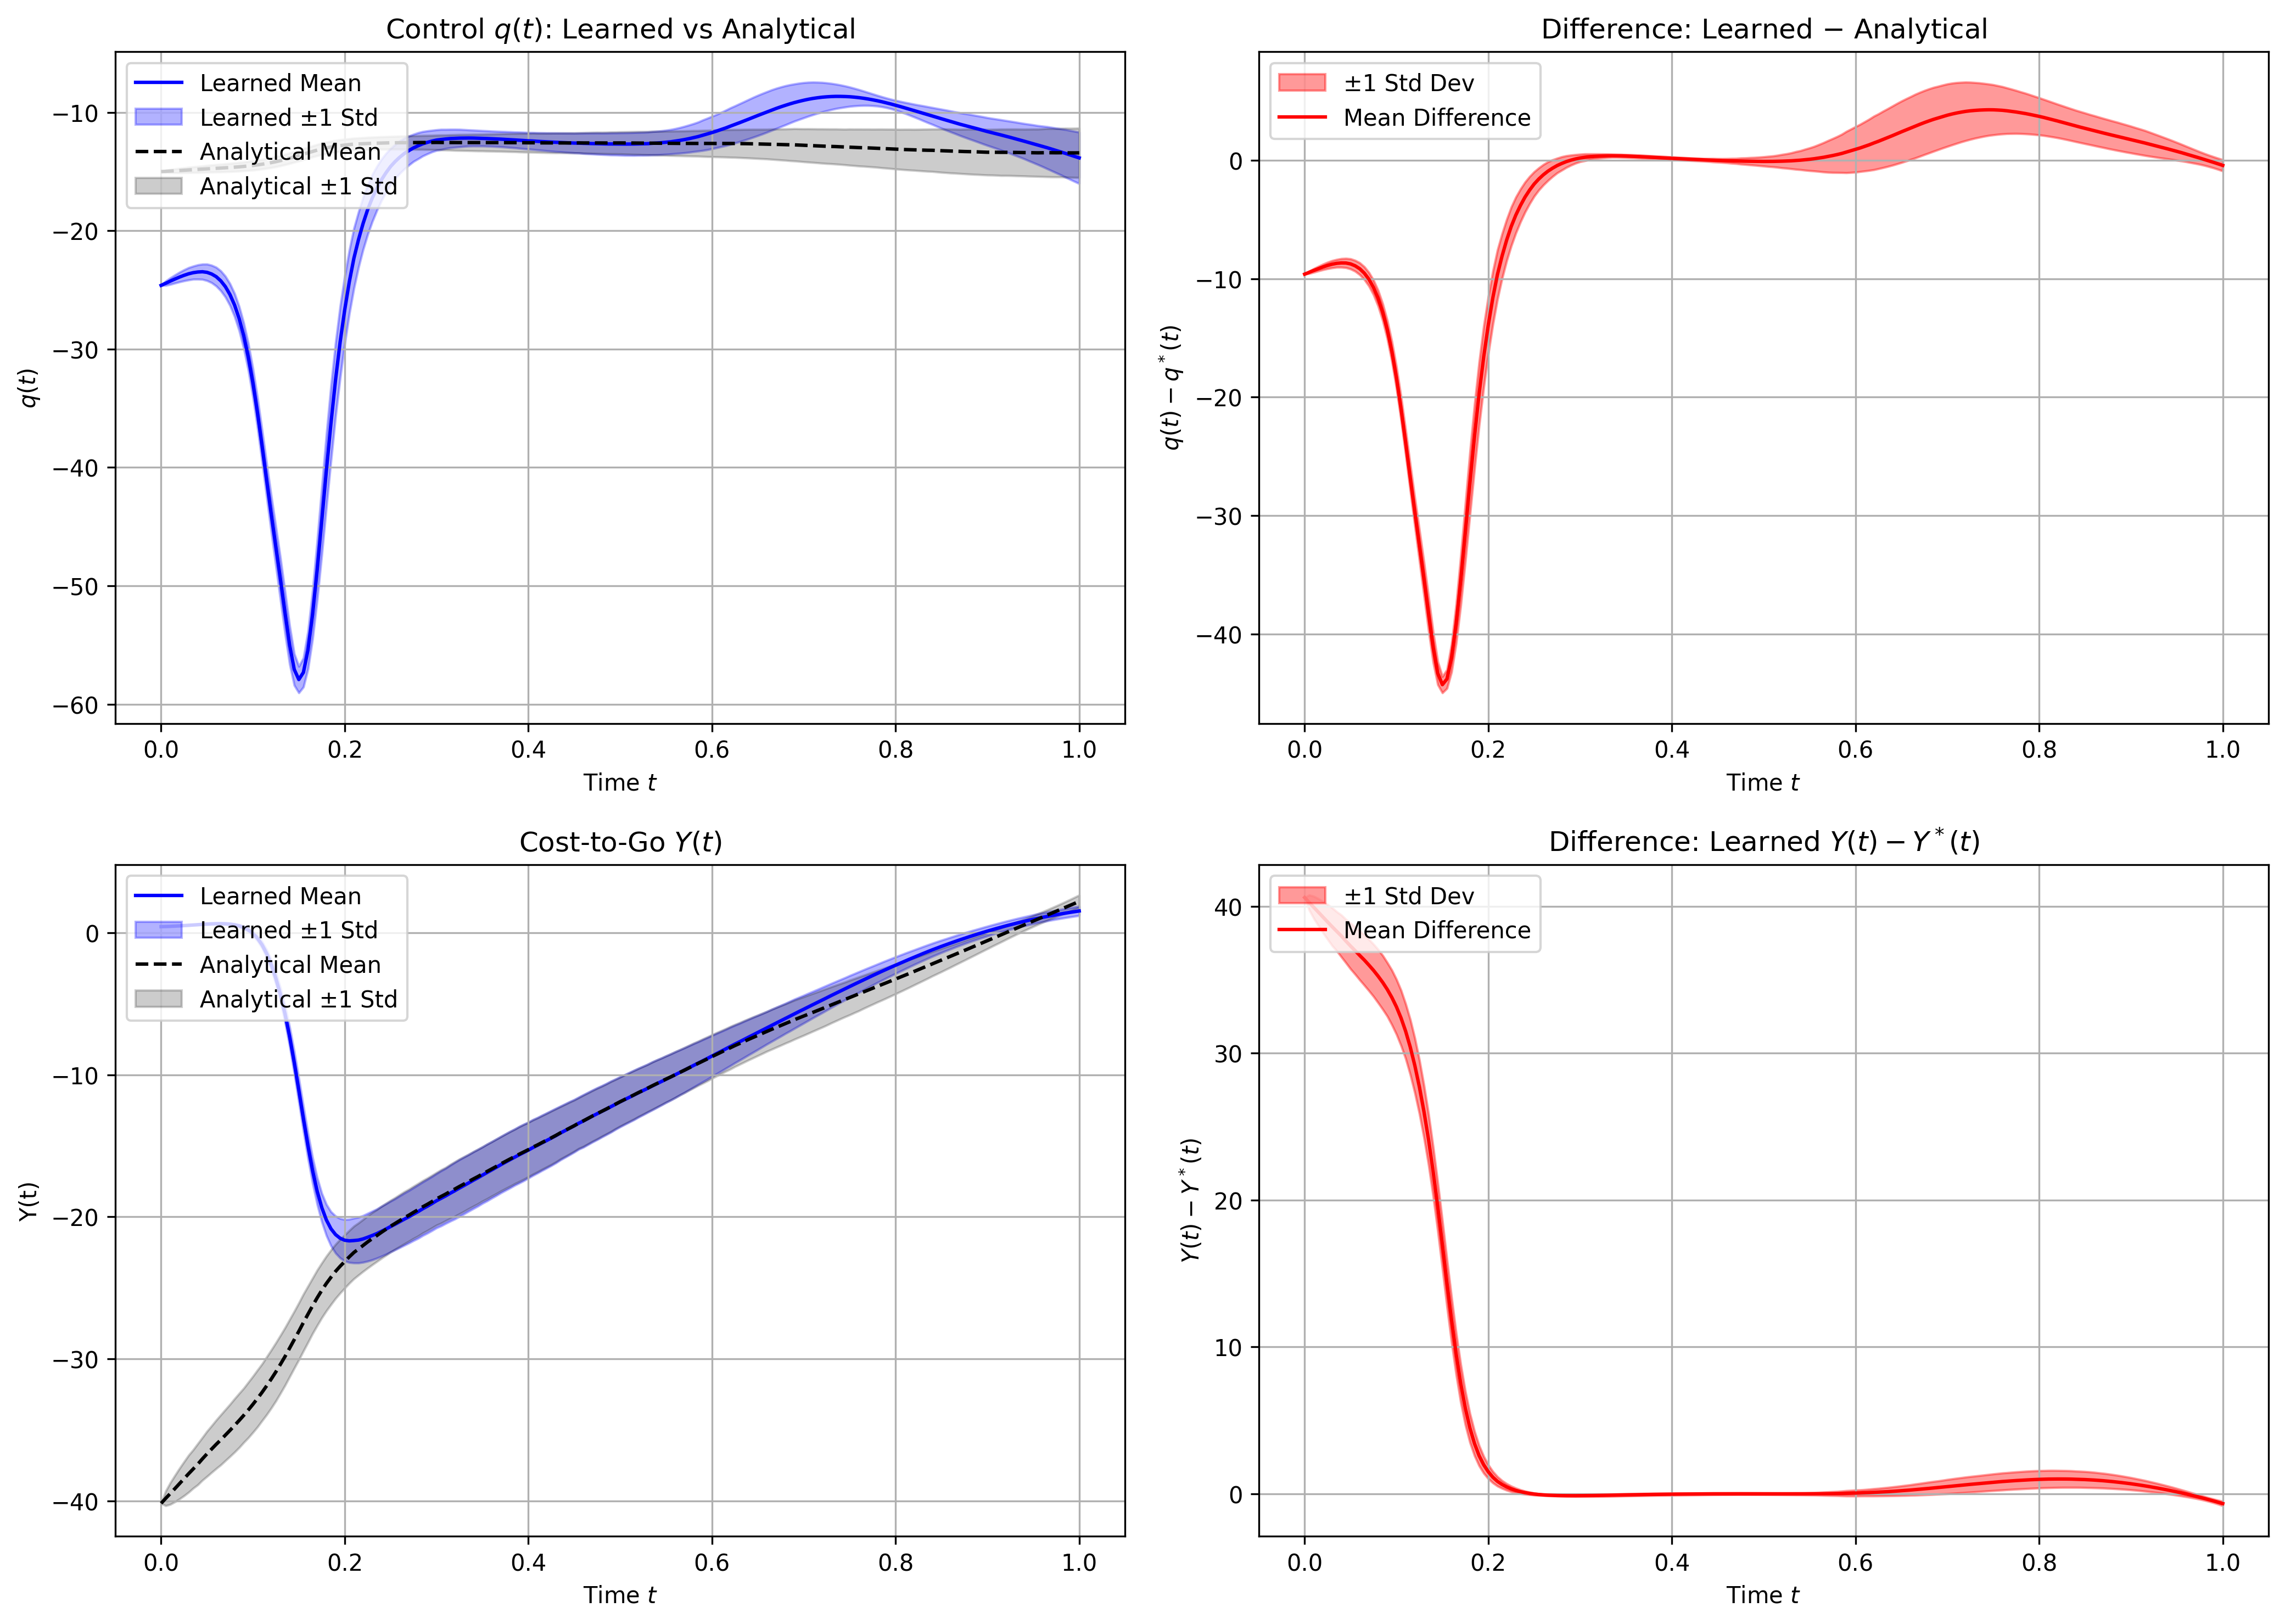 Control q(t): Learned vs Analytical
Learned Mean
Learned ±1 Std
Analytical Mean
Analytical ±1 Std
−10
−20
−30
−40
−50
−60
q(t)
0.0 0.2 0.4 0.6 0.8 1.0
Time t
Difference: Learned − Analytical
±1 Std Dev
Mean Difference
0
−10
−20
−30
−40
q(t) − q*(t)
0.0 0.2 0.4 0.6 0.8 1.0
Time t
Cost-to-Go Y(t)
Learned Mean
Learned ±1 Std
Analytical Mean
Analytical ±1 Std
0
−10
−20
−30
−40
Y(t)
0.0 0.2 0.4 0.6 0.8 1.0
Time t
Difference: Learned Y(t) − Y*(t)
±1 Std Dev
Mean Difference
40
30
20
10
0
Y(t) − Y*(t)
0.0 0.2 0.4 0.6 0.8 1.0
Time t